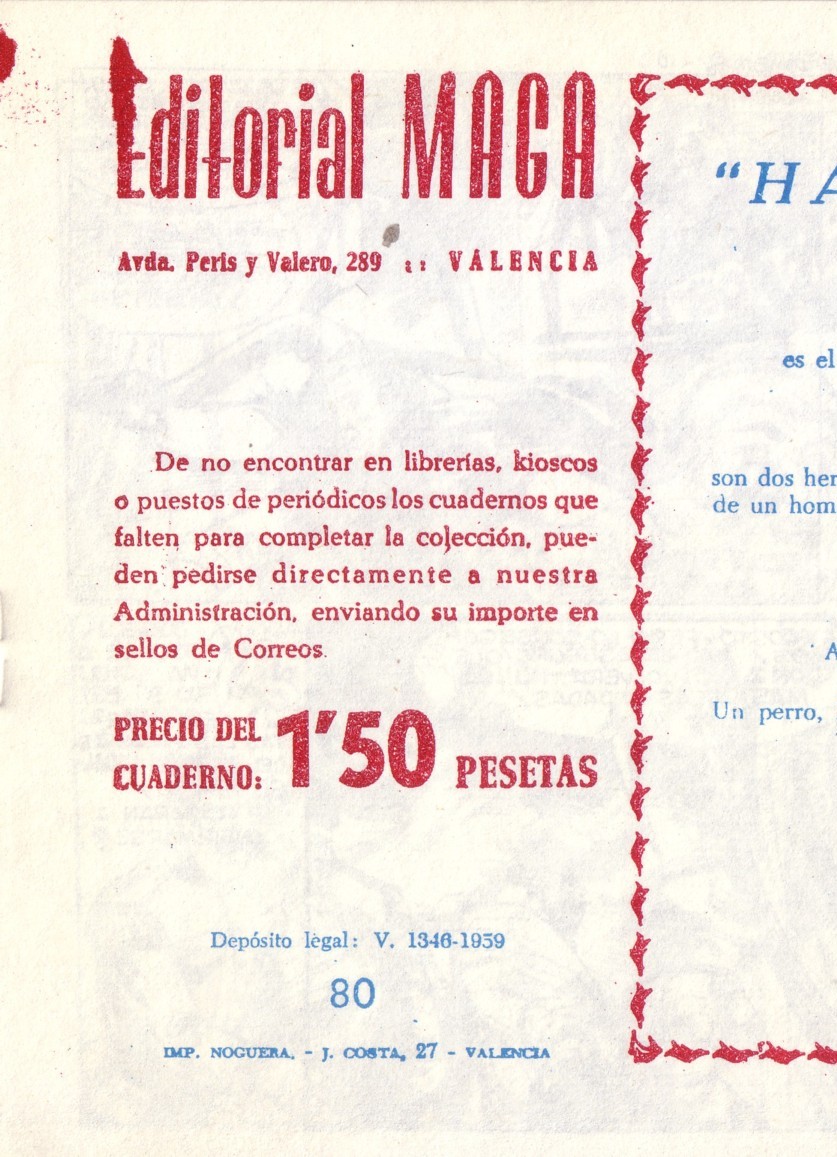 Editorial MAGA
Avda. Peris y Valero, 289 :: VALENCIA
De no encontrar en librerías, kioscos
o puestos de periódicos los cuadernos que
falten para completar la colección, pue-
den pedirse directamente a nuestra
Administración, enviando su importe en
sellos de Correos.
PRECIO DEL
CUADERNO: 1'50 PESETAS
Depósito legal: V. 1346-1959
80
IMP. NOGUERA. - J. COSTA, 27 - VALENCIA
"HA
es el
son dos her
de un hom
A
Un perro,